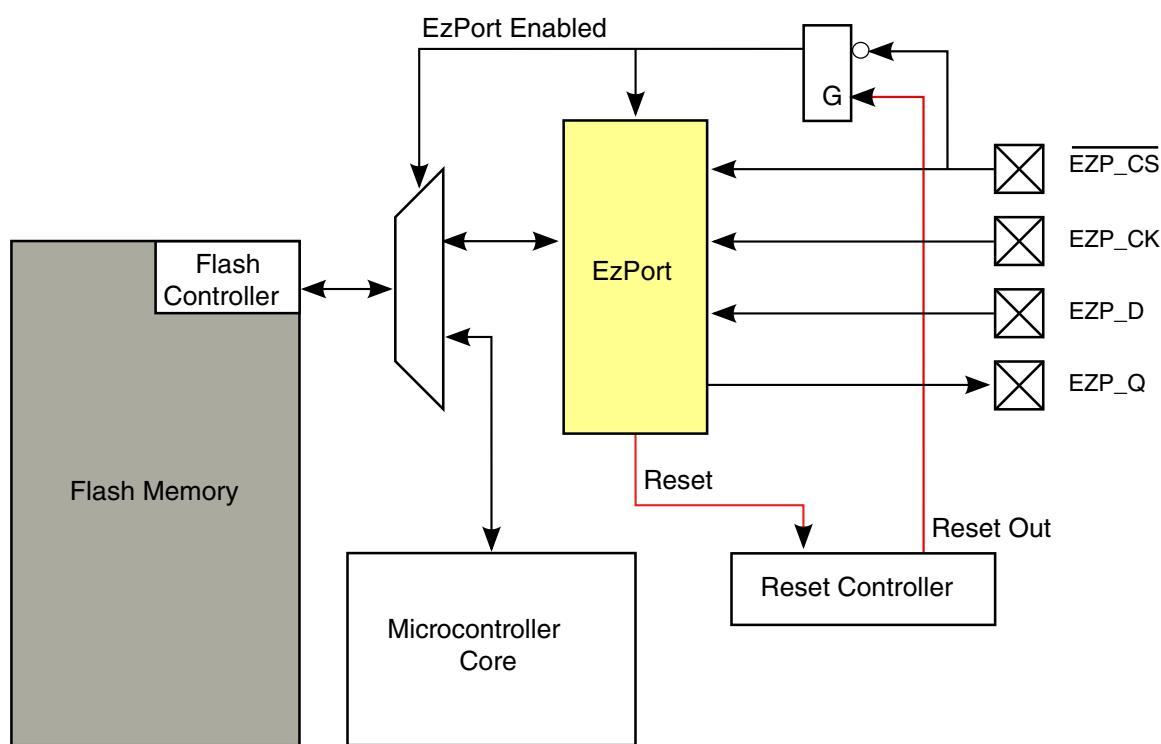 EzPort Enabled
G
EZP_CS
EZP_CK
EZP_D
EZP_Q
EzPort
Flash
Controller
Flash Memory
Reset
Reset Out
Reset Controller
Microcontroller
Core